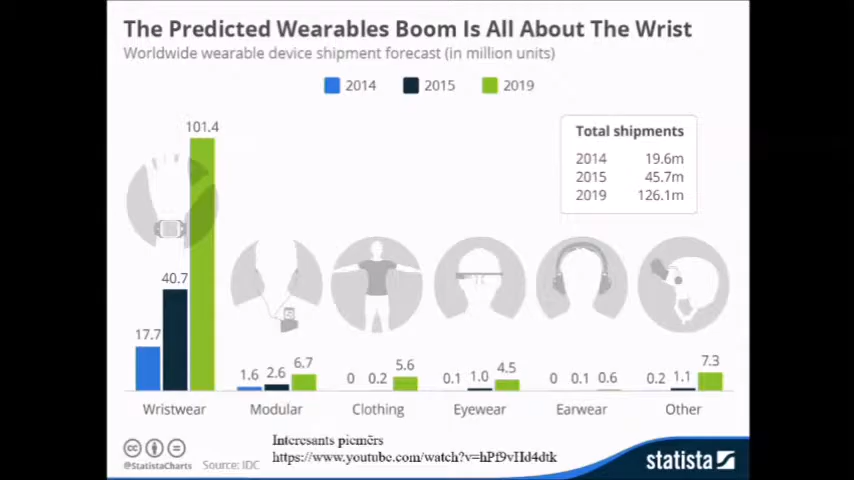 The Predicted Wearables Boom Is All About The Wrist
Worldwide wearable device shipment forecast (in million units)
2014 2015 2019
Total shipments
2014 19.6m
2015 45.7m
2019 126.1m
101.4
40.7
17.7
1.6 2.6 6.7
0 0.2 5.6
0.1 1.0 4.5
0 0.1 0.6
0.2 1.1 7.3
Wristwear Modular Clothing Eyewear Earwear Other
cc
@StatistaCharts Source: IDC
Interesants piemērs
https://www.youtube.com/watch?v=hPf9vIId4dtk
statista